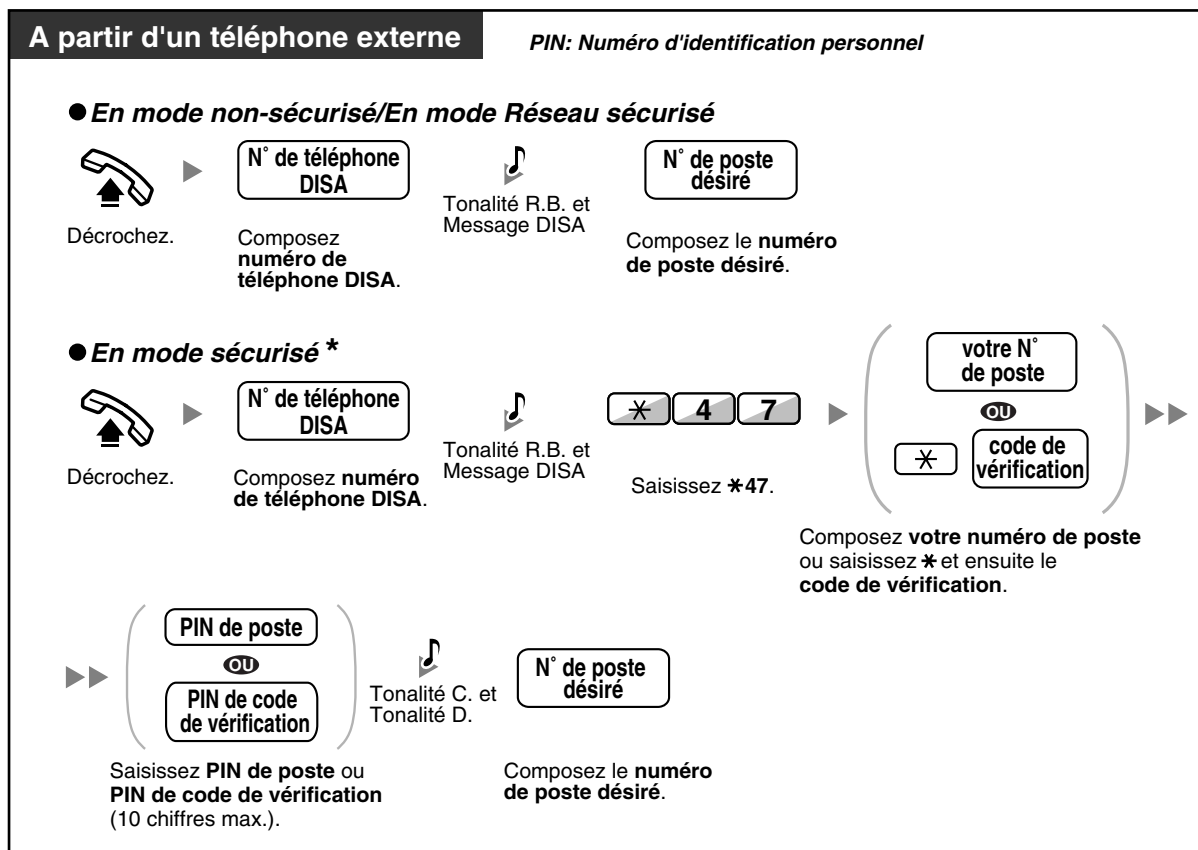 A partir d'un téléphone externe
PIN: Numéro d'identification personnel
●En mode non-sécurisé/En mode Réseau sécurisé
N° de téléphone
DISA
N° de poste
désiré
Décrochez.
Composez
numéro de
téléphone DISA.
Tonalité R.B. et
Message DISA
Composez le numéro
de poste désiré.
●En mode sécurisé *
N° de téléphone
DISA
* 4 7
votre N°
de poste
OU
* code de
vérification
Décrochez.
Composez numéro
de téléphone DISA.
Tonalité R.B. et
Message DISA
Saisissez *47.
Composez votre numéro de poste
ou saisissez * et ensuite le
code de vérification.
PIN de poste
OU
PIN de code
de vérification
Tonalité C. et
Tonalité D.
N° de poste
désiré
Saisissez PIN de poste ou
PIN de code de vérification
(10 chiffres max.).
Composez le numéro
de poste désiré.